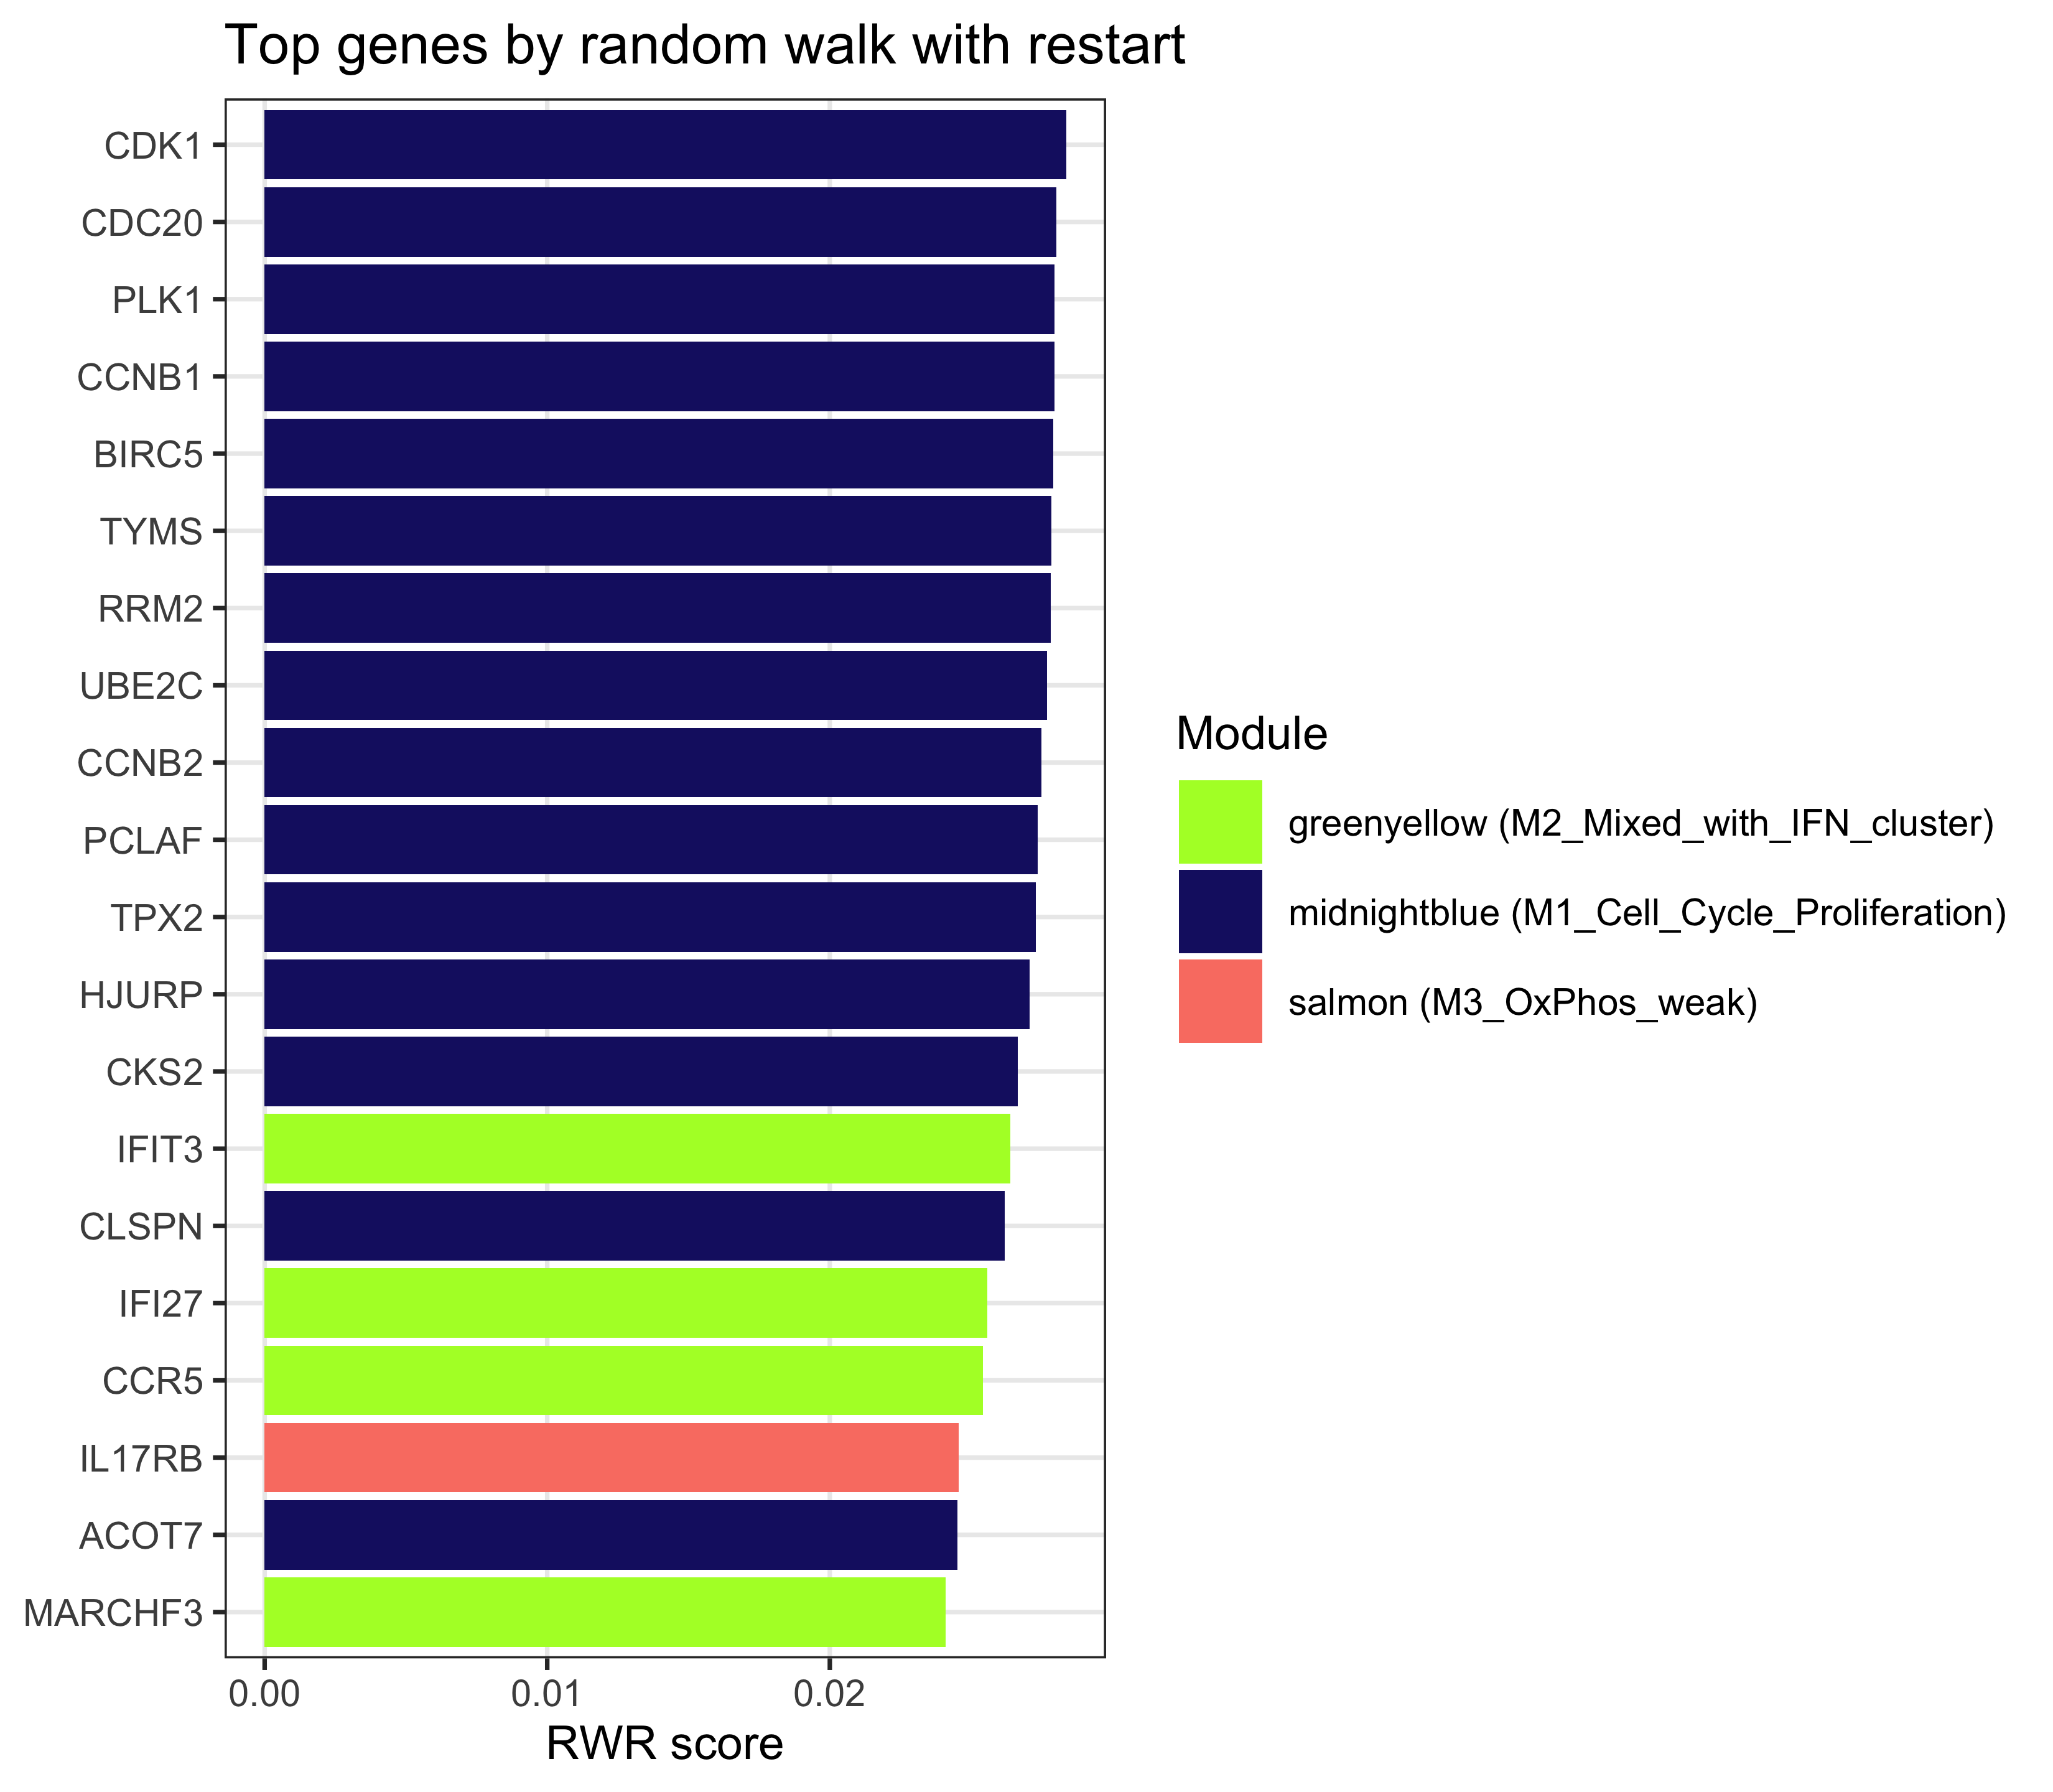 Top genes by random walk with restart
CDK1
CDC20
PLK1
CCNB1
BIRC5
TYMS
RRM2
UBE2C
CCNB2
PCLAF
TPX2
HJURP
CKS2
IFIT3
CLSPN
IFI27
CCR5
IL17RB
ACOT7
MARCHF3
0.00 0.01 0.02
RWR score
Module
greenyellow (M2_Mixed_with_IFN_cluster)
midnightblue (M1_Cell_Cycle_Proliferation)
salmon (M3_OxPhos_weak)